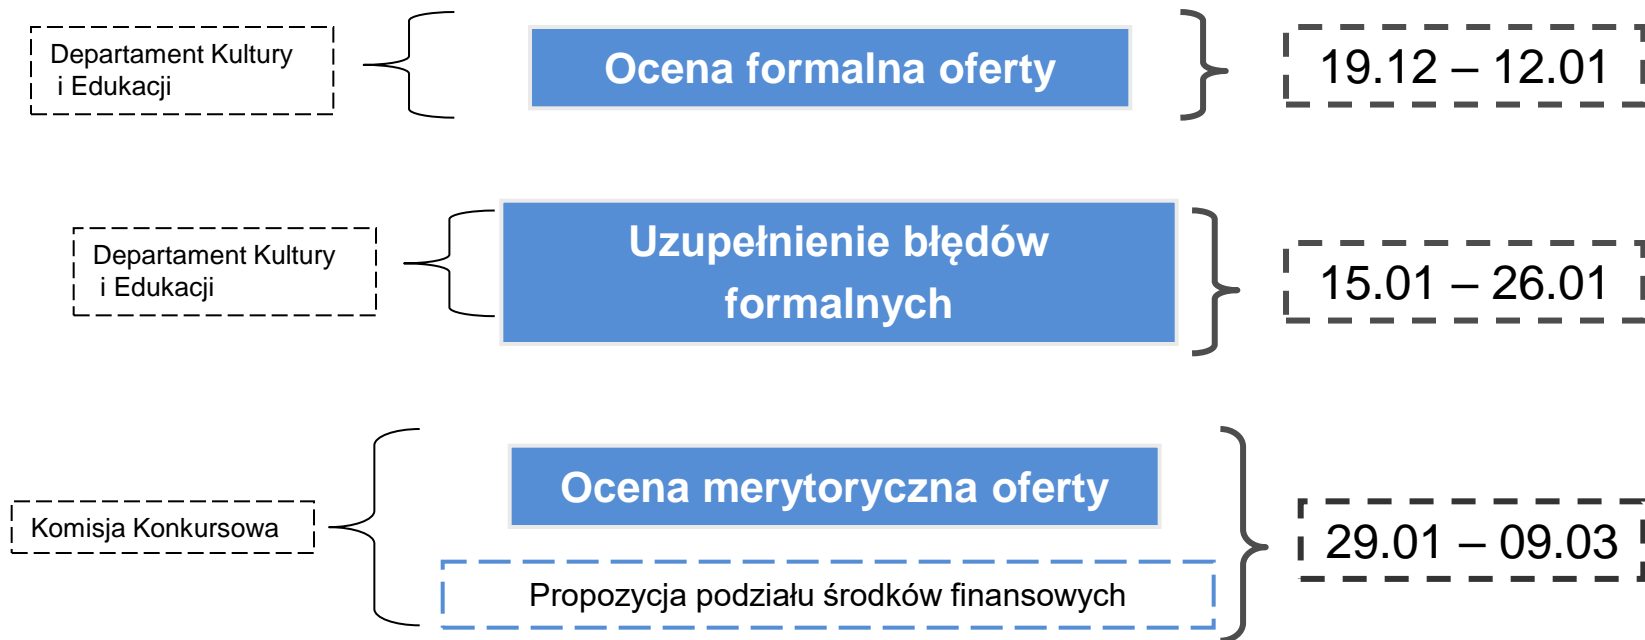 Departament Kultury
i Edukacji
Ocena formalna oferty
19.12 – 12.01
Departament Kultury
i Edukacji
Uzupełnienie błędów
formalnych
15.01 – 26.01
Komisja Konkursowa
Ocena merytoryczna oferty
Propozycja podziału środków finansowych
29.01 – 09.03